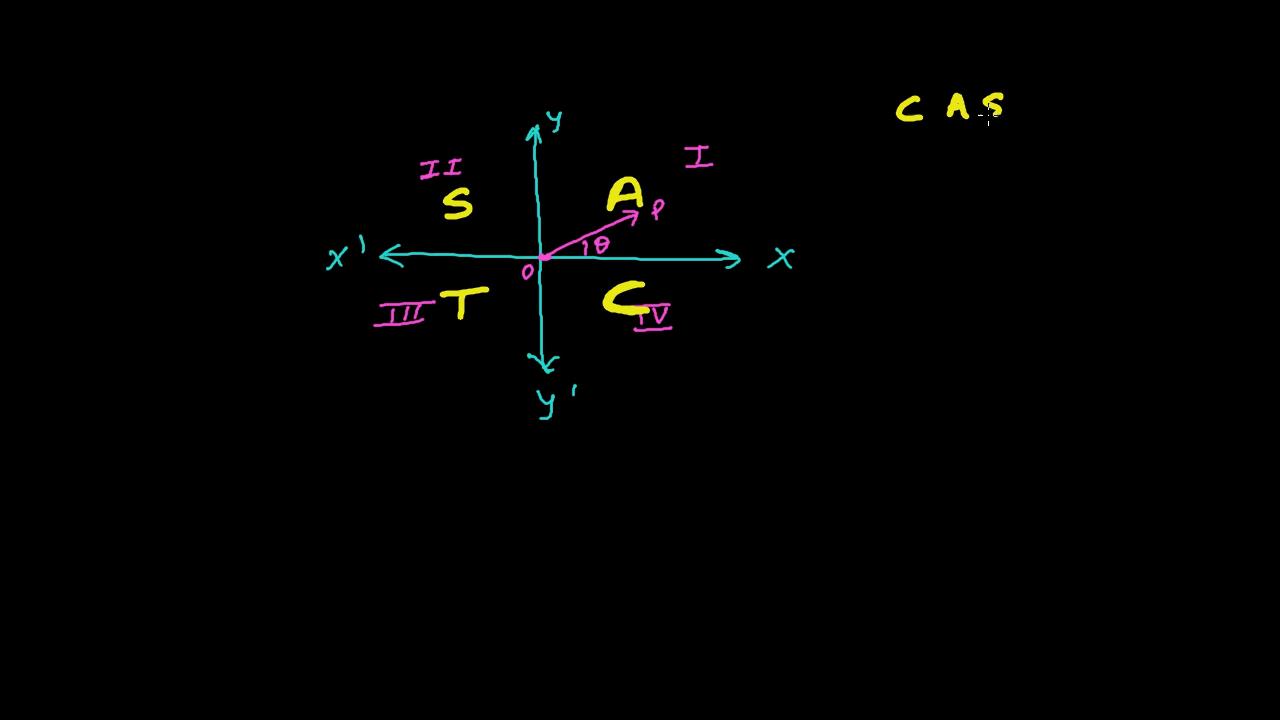 C A S
y
II I
S A P
x' θ x
O
III T C IV
y'